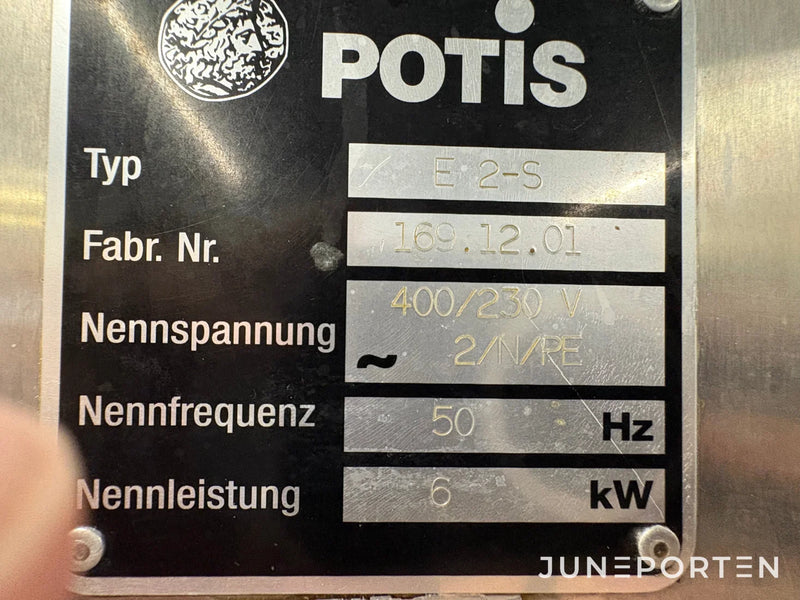 POTIS
Typ E 2-S
Fabr. Nr. 169.12.01
Nennspannung 400/230 V
~ 2/N/PE
Nennfrequenz 50 Hz
Nennleistung 6 kW
JUNEPORTEN